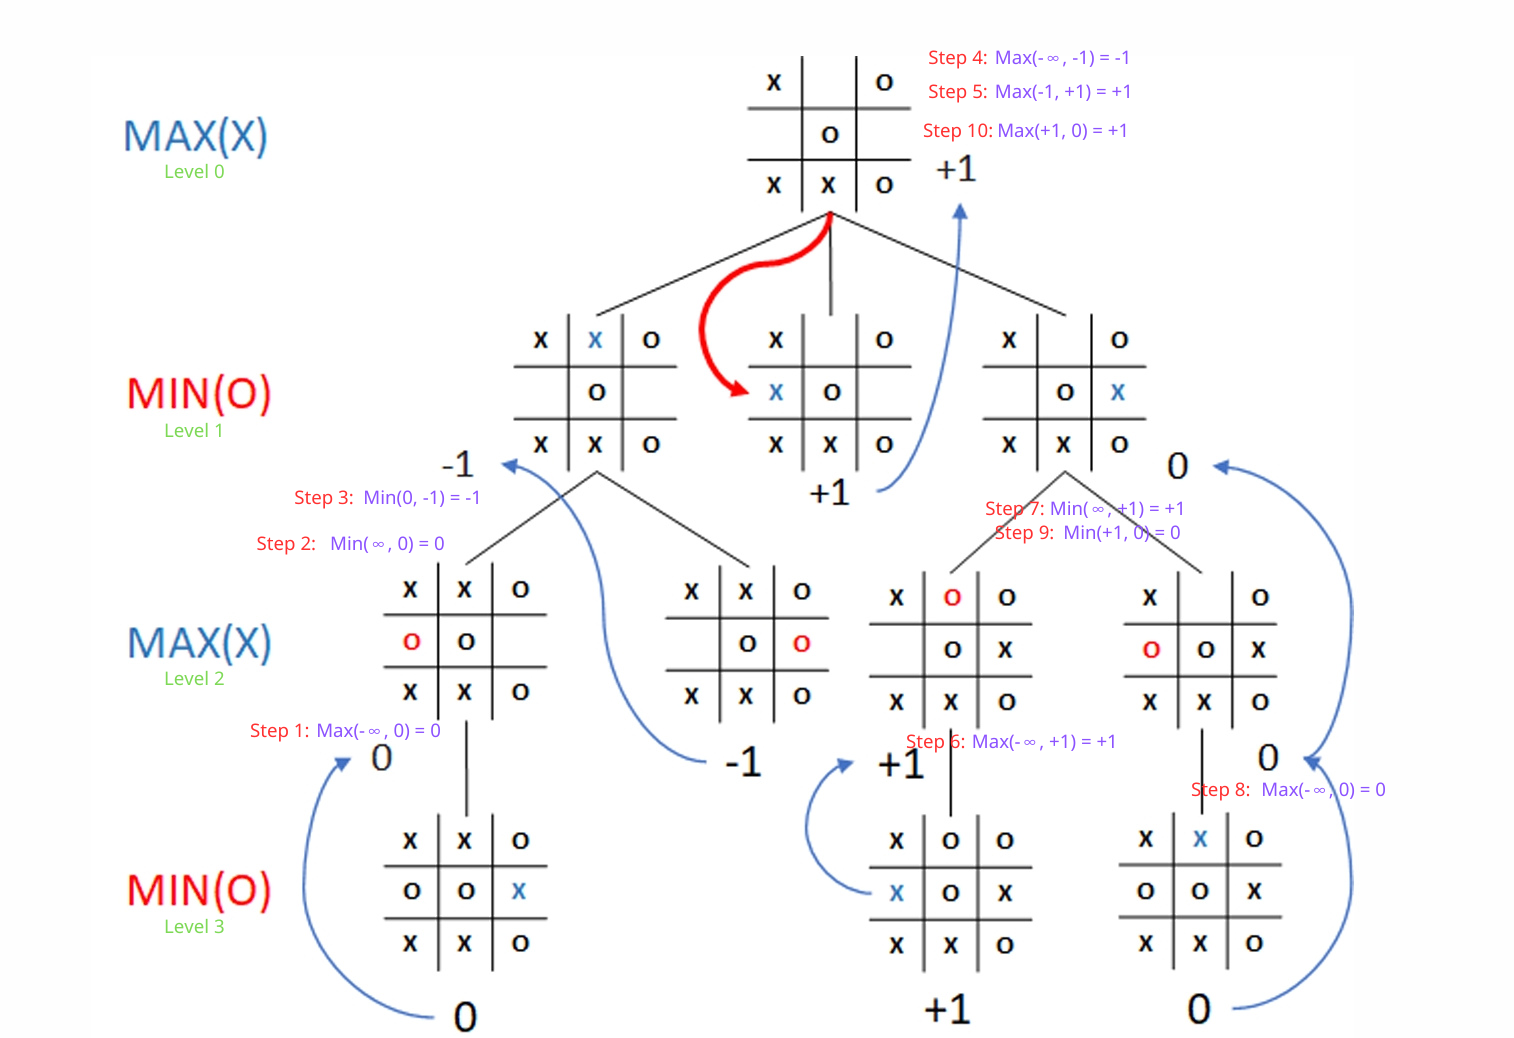 Step 4: Max(-∞, -1) = -1
X O
Step 5: Max(-1, +1) = +1
MAX(X)
O
Step 10: Max(+1, 0) = +1
Level 0
+1
X X O
X X O
X O
X O
MIN(O)
O
X O
O X
Level 1
X X O
X X O
X X O
-1
+1
0
Step 3: Min(0, -1) = -1
Step 7: Min(∞, +1) = +1
Step 9: Min(+1, 0) = 0
Step 2: Min(∞, 0) = 0
X X O
X X O
X O O
X O
MAX(X)
O O
O O
O X
O O X
Level 2
X X O
X X O
X X O
X X O
Step 1: Max(-∞, 0) = 0
Step 6: Max(-∞, +1) = +1
0
-1
+1
0
Step 8: Max(-∞, 0) = 0
X X O
X O O
X X O
MIN(O)
O O X
X O X
O O X
Level 3
X X O
X X O
X X O
0
+1
0